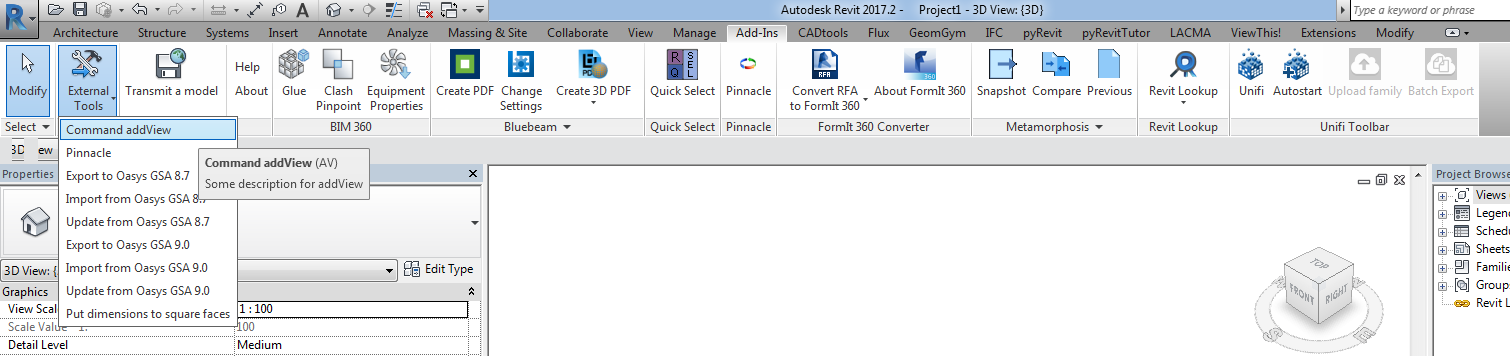 Autodesk Revit 2017.2 - Project1 - 3D View: {3D}
Type a keyword or phrase
Architecture Structure Systems Insert Annotate Analyze Massing & Site Collaborate View Manage Add-Ins CADtools Flux GeomGym IFC pyRevit pyRevitTutor LACMA ViewThis! Extensions Modify
Modify
External Tools
Transmit a model
Help
About
Glue
Clash Pinpoint
Equipment Properties
Create PDF
Change Settings
Create 3D PDF
Quick Select
Pinnacle
Convert RFA to FormIt 360
About FormIt 360
Snapshot
Compare
Previous
Revit Lookup
Unifi
Autostart
Upload family
Batch Export
Select
BIM 360
Bluebeam
Quick Select
Pinnacle
FormIt 360 Converter
Metamorphosis
Revit Lookup
Unifi Toolbar
Command addView
Pinnacle
Export to Oasys GSA 8.7
Import from Oasys GSA 8.7
Update from Oasys GSA 8.7
Export to Oasys GSA 9.0
Import from Oasys GSA 9.0
Update from Oasys GSA 9.0
Put dimensions to square faces
Command addView (AV)
Some description for addView
Properties
3D View: {
Edit Type
Graphics
View Scal
1 : 100
Scale Value 1:
100
Detail Level
Medium
TOP
FRONT
RIGHT
S
E
Project Browse
Views
Legen
Sched
Sheets
Familie
Groups
Revit L